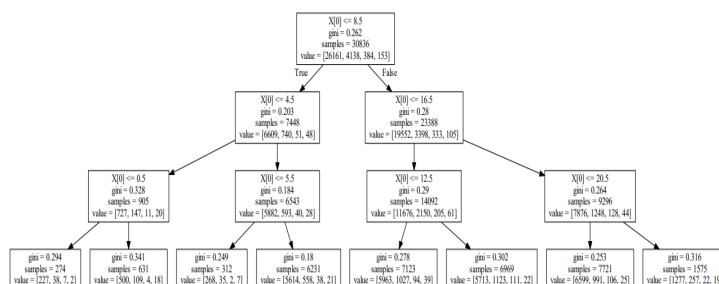 X[0] <= 8.5
gini = 0.262
samples = 30836
value = [26161, 4138, 384, 153]
True
False
X[0] <= 4.5
gini = 0.203
samples = 7448
value = [6609, 740, 51, 48]
X[0] <= 16.5
gini = 0.28
samples = 23388
value = [19552, 3398, 333, 105]
X[0] <= 0.5
gini = 0.328
samples = 905
value = [727, 147, 11, 20]
X[0] <= 5.5
gini = 0.184
samples = 6543
value = [5882, 593, 40, 28]
X[0] <= 12.5
gini = 0.29
samples = 14092
value = [11676, 2150, 205, 61]
X[0] <= 20.5
gini = 0.264
samples = 9296
value = [7876, 1248, 128, 44]
gini = 0.294
samples = 274
value = [227, 38, 7, 2]
gini = 0.341
samples = 631
value = [500, 109, 4, 18]
gini = 0.249
samples = 312
value = [268, 35, 2, 7]
gini = 0.18
samples = 6231
value = [5614, 558, 38, 21]
gini = 0.278
samples = 7123
value = [5963, 1027, 94, 39]
gini = 0.302
samples = 6969
value = [5713, 1123, 111, 22]
gini = 0.253
samples = 7721
value = [6599, 991, 106, 25]
gini = 0.316
samples = 1575
value = [1277, 257, 22, 19]